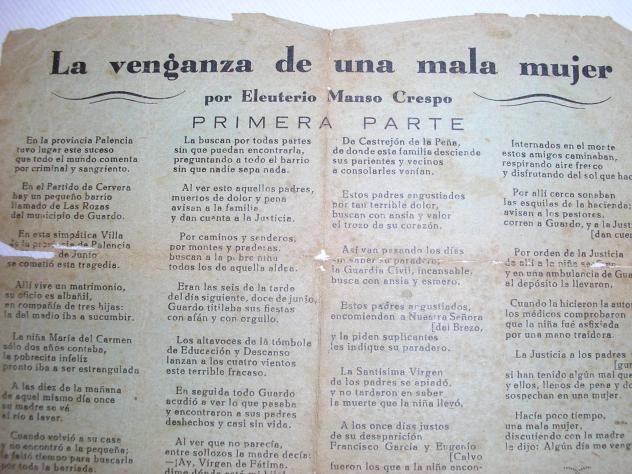 La venganza de una mala mujer
por Eleuterio Manso Crespo
PRIMERA PARTE
En la provincia Palencia
tuvo lugar este suceso
que todo el mundo comenta
por criminal y sangriento.
En el Partido de Cervera
hay un pequeño barrio
llamado de Las Rozas
del municipio de Guardo.
En esta simpática Villa
de la provincia de Palencia
de Junio
se cometió esta tragedia.
Allí vive un matrimonio,
su oficio es albañil,
en compañía de tres hijas:
la del medio iba a sucumbir.
La niña María del Carmen
sólo dos años contaba,
la pobrecita infeliz
pronto iba a ser estrangulada
A las diez de la mañana
de aquel mismo día once
su madre se vá
al río a lavar.
Cuando volvió a su casa
no encontró a la pequeña;
la faltó tiempo para buscarla
por toda la barriada.
La buscan por todas partes
sin que puedan encontrarla,
preguntando a todo el barrio
sin que nadie sepa nada.
Al ver esto aquellos padres,
muertos de dolor y pena
avisan a la familia
y dan cuenta a la Justicia.
Por caminos y senderos,
por montes y praderas,
buscan a la pobre niña
todos los de aquella aldea.
Eran las seis de la tarde
del día siguiente, doce de junio,
Guardo titilaba sus fiestas
con afán y con orgullo.
Los altavoces de la tómbola
de Educación y Descanso
lanzan a los cuatro vientos
este terrible fracaso.
En seguida todo Guardo
acudió a ver lo que pasaba
y encontraron a sus padres
deshechos y casi sin vida.
Al ver que no parecía,
entre sollozos la madre decía:
—¡Ay, Virgen de Fátima,
De Castrejón de la Peña,
de donde esta familia desciende
sus parientes y vecinos
a consolarles venían.
Estos padres angustiados
por tan terrible dolor,
buscan con ansia y valor
el trozo de su corazón.
Así van pasando los días
sin saber su paradero;
la Guardia Civil, incansable,
busca con ansia y esmero.
Estos padres angustiados,
encomienden a Nuestra Señora
[del Brezo,
y la piden suplicantes
les indique su paradero.
La Santísima Virgen
de los padres se apiadó,
y no tardaron en saber
la muerte que la niña llevó.
A los once días justos
de su desaparición
Francisco García y Eugenio
[Calvo
fueron los que a la niña encon-
Internados en el monte
estos amigos caminaban,
respirando aire fresco
y disfrutando del sol que hac
Por allí cerca sonaban
las esquilas de la hacienda;
avisan a los pastores,
corren a Guardo, y a la Just
[dan cuen
Por orden de la Justicia
de allí a la niña
y en una ambulancia de Gua
al depósito la llevaron.
Cuando la hicieron la auto
los médicos comprobaron
que la niña fué asfixiada
por una mano traidora.
La Justicia a los padres
si han tenido algún mal que
y ellos, llenos de pena y do
sospechan en una mujer.
Hacía poco tiempo,
una mala mujer,
discutiendo con la madre
la dijo: Algún día me veng